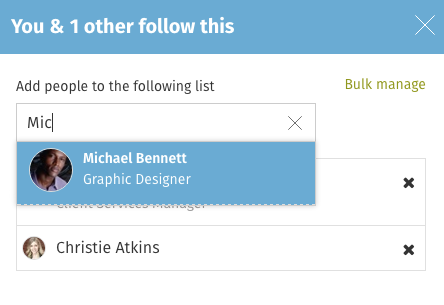 You & 1 other follow this
Add people to the following list
Bulk manage
Mic
Michael Bennett
Graphic Designer
Client Services Manager
Christie Atkins